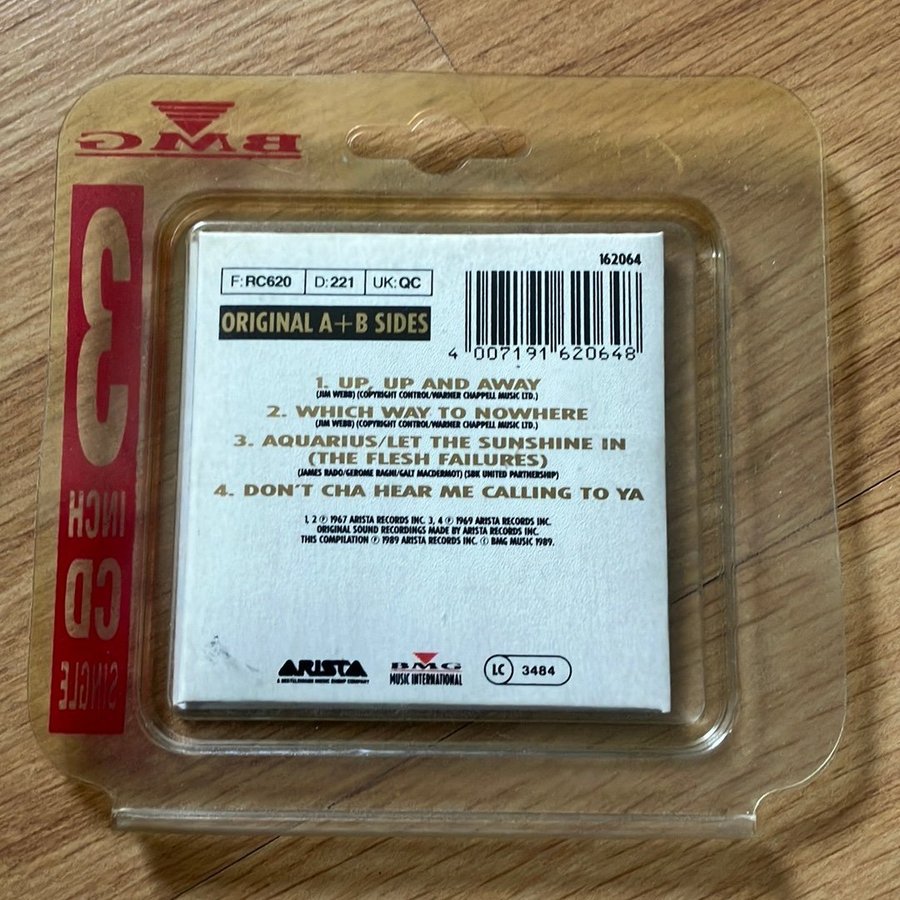 BMG
3 INCH CD SINGLE
162064
F:RC620 D:221 UK:QC
ORIGINAL A+B SIDES
4 007191 620648
1. UP, UP AND AWAY
(JIM WEBB) (COPYRIGHT CONTROL/WARNER CHAPPELL MUSIC LTD.)
2. WHICH WAY TO NOWHERE
(JIM WEBB) (COPYRIGHT CONTROL/WARNER CHAPPELL MUSIC LTD.)
3. AQUARIUS/LET THE SUNSHINE IN
(THE FLESH FAILURES)
(JAMES RADO/GEROME RAGNI/GALT MACDERMOT) (SBK UNITED PARTNERSHIP)
4. DON'T CHA HEAR ME CALLING TO YA
1, 2 ℗ 1967 ARISTA RECORDS INC. 3, 4 ℗ 1969 ARISTA RECORDS INC.
ORIGINAL SOUND RECORDINGS MADE BY ARISTA RECORDS INC.
THIS COMPILATION ℗ 1989 ARISTA RECORDS INC. © BMG MUSIC 1989.
ARISTA
A BERTELSMANN MUSIC GROUP COMPANY
BMG
MUSIC INTERNATIONAL
LC 3484